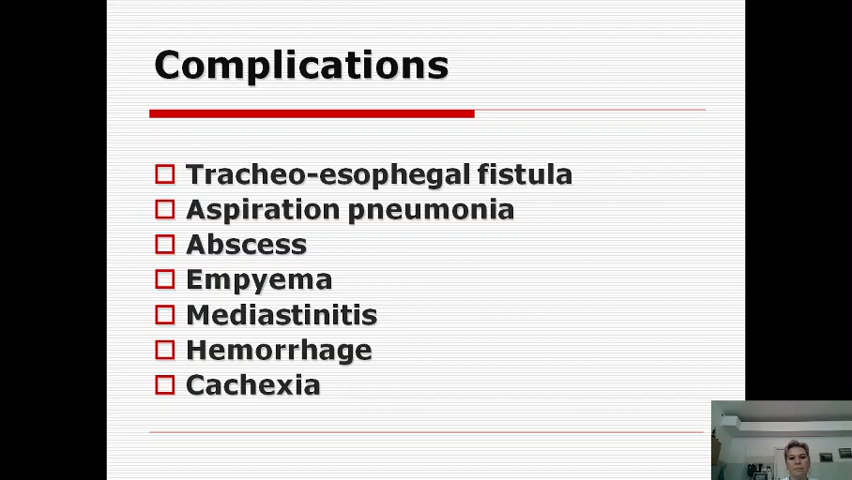 Complications
Tracheo-esophegal fistula
Aspiration pneumonia
Abscess
Empyema
Mediastinitis
Hemorrhage
Cachexia